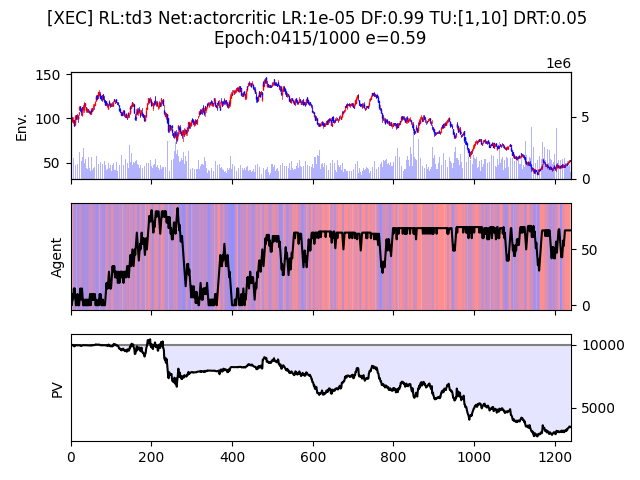 [XEC] RL:td3 Net:actorcritic LR:1e-05 DF:0.99 TU:[1,10] DRT:0.05
Epoch:0415/1000 e=0.59
1e6
150
100
50
Env.
5
0
Agent
50
0
PV
10000
5000
0 200 400 600 800 1000 1200